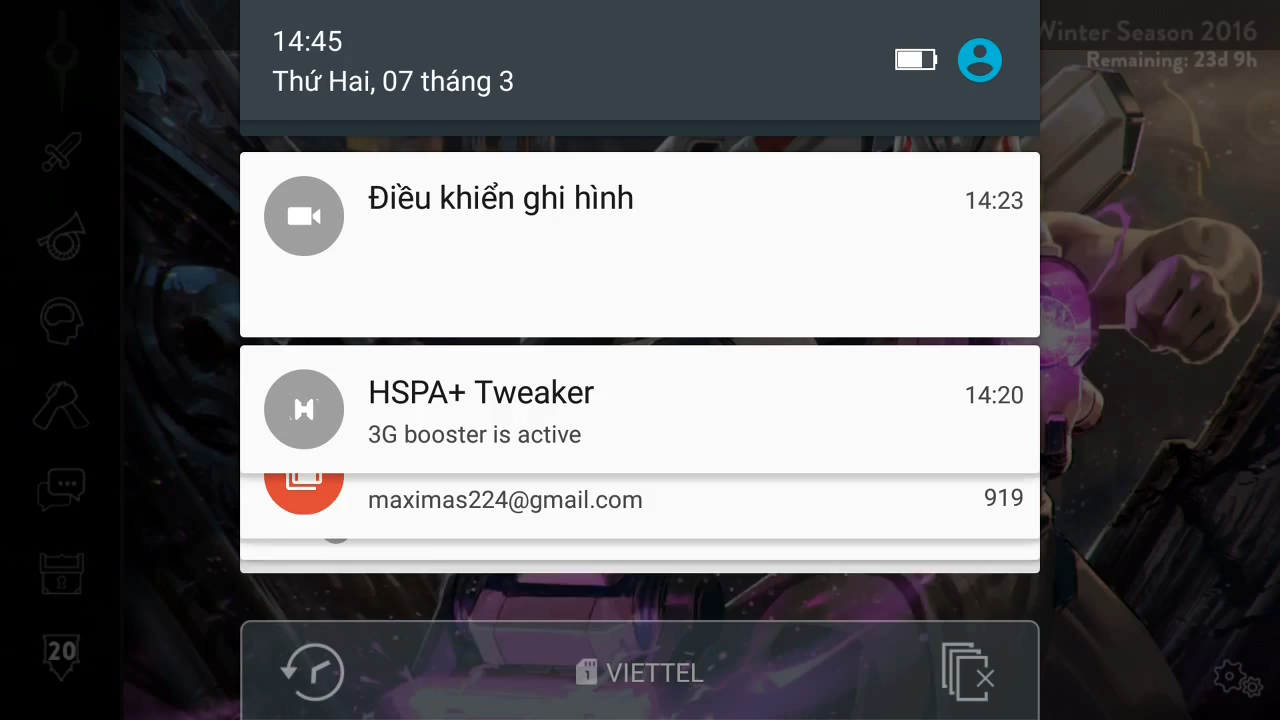 14:45
Thứ Hai, 07 tháng 3
Winter Season 2016
Remaining: 23d 9h
Điều khiển ghi hình
14:23
HSPA+ Tweaker
14:20
3G booster is active
maximas224@gmail.com
919
20
1 VIETTEL